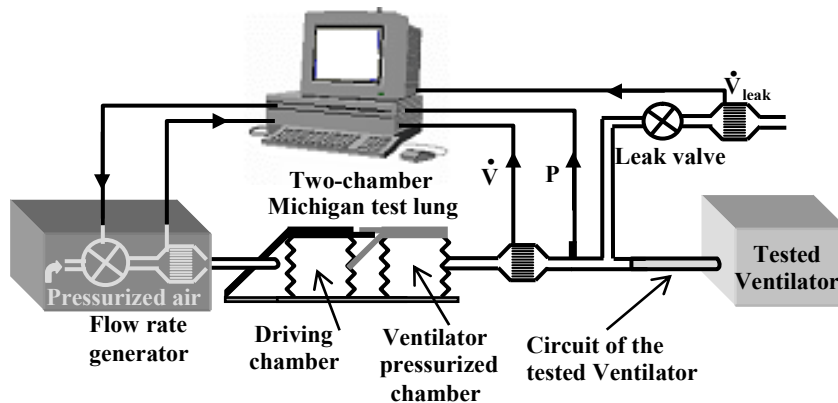 V̇leak
Leak valve
V̇
P
Two-chamber
Michigan test lung
Pressurized air
Flow rate
generator
Driving
chamber
Ventilator
pressurized
chamber
Circuit of the
tested Ventilator
Tested
Ventilator